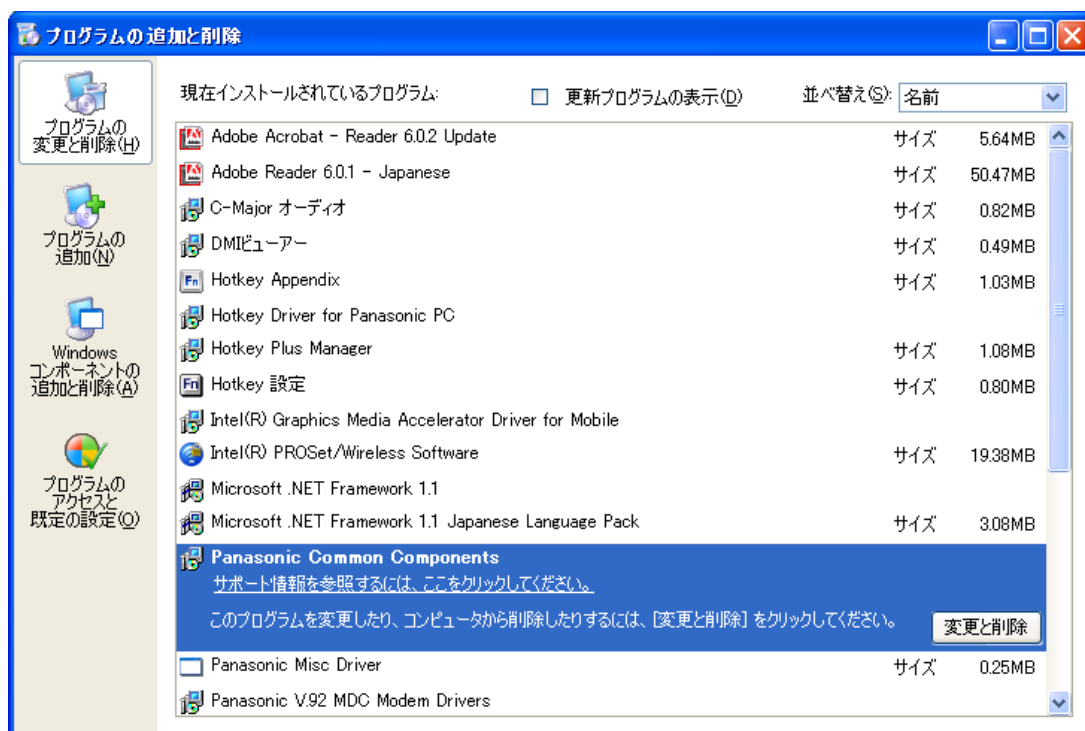 プログラムの追加と削除
プログラムの
変更と削除(H)
プログラムの
追加(N)
Windows
コンポーネントの
追加と削除(A)
プログラムの
アクセスと
既定の設定(O)
現在インストールされているプログラム:
更新プログラムの表示(D)
並べ替え(S): 名前
Adobe Acrobat - Reader 6.0.2 Update サイズ 5.64MB
Adobe Reader 6.0.1 - Japanese サイズ 50.47MB
C-Major オーディオ サイズ 0.82MB
DMIビューアー サイズ 0.49MB
Fn Hotkey Appendix サイズ 1.03MB
Hotkey Driver for Panasonic PC
Hotkey Plus Manager サイズ 1.08MB
Fn Hotkey 設定 サイズ 0.80MB
Intel(R) Graphics Media Accelerator Driver for Mobile
Intel(R) PROSet/Wireless Software サイズ 19.38MB
Microsoft .NET Framework 1.1
Microsoft .NET Framework 1.1 Japanese Language Pack サイズ 3.08MB
Panasonic Common Components
サポート情報を参照するには、ここをクリックしてください。
このプログラムを変更したり、コンピュータから削除したりするには、[変更と削除] をクリックしてください。 変更と削除
Panasonic Misc Driver サイズ 0.25MB
Panasonic V.92 MDC Modem Drivers